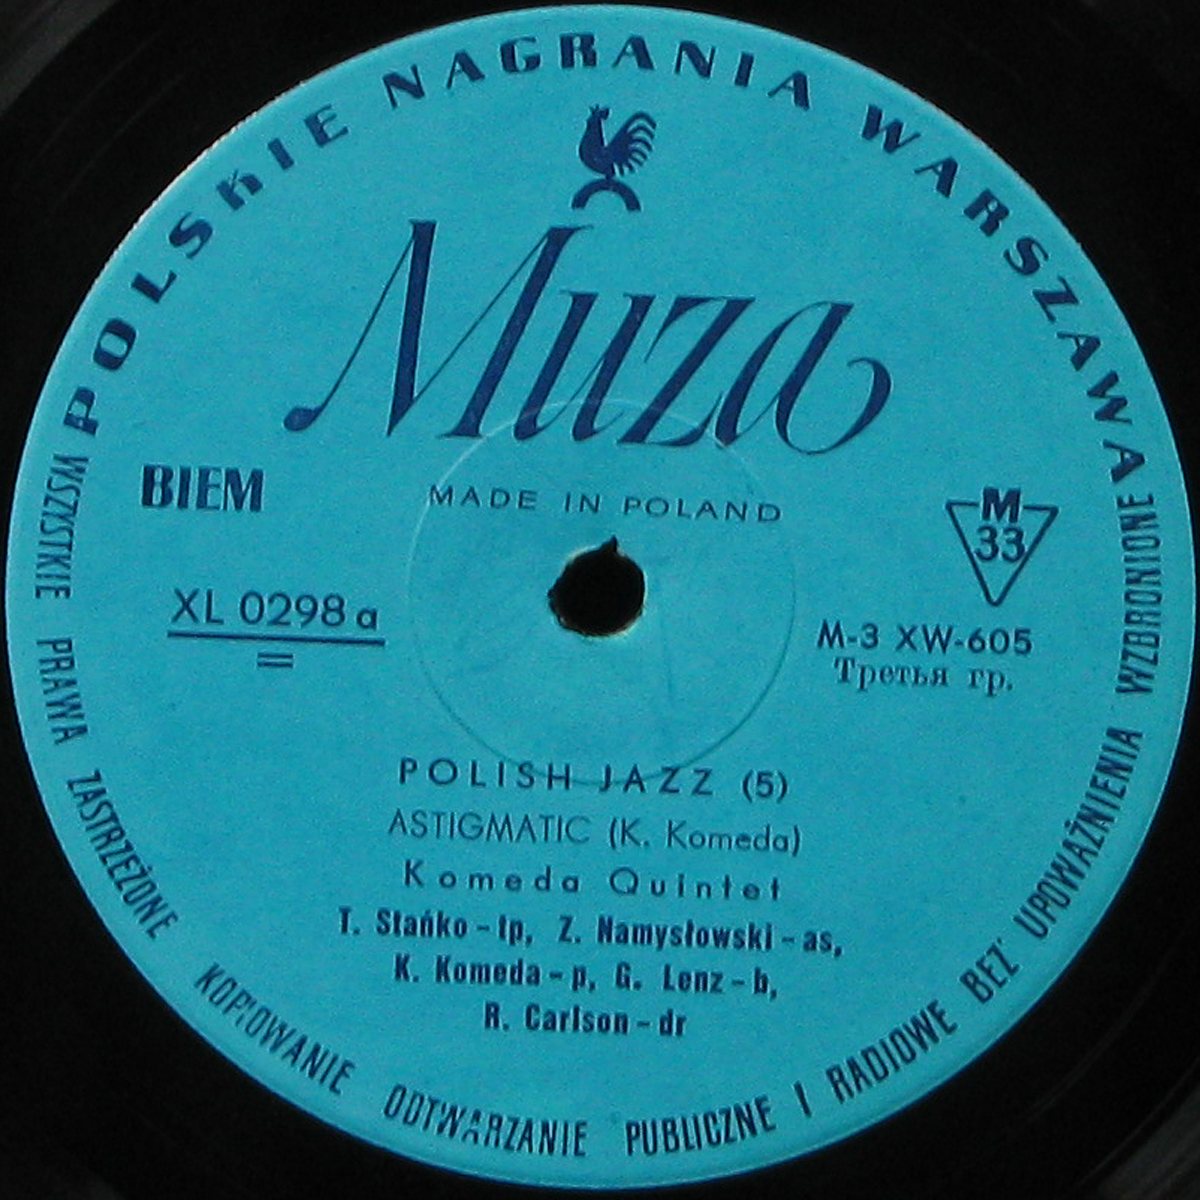 POLSKIE NAGRANIA WARSZAWA
Muza
BIEM
MADE IN POLAND
M
33
XL 0298 a
M-3 XW-605
Третья гр.
POLISH JAZZ (5)
ASTIGMATIC (K. Komeda)
Komeda Quintet
T. Stańko – tp, Z. Namysłowski – as,
K. Komeda – p, G. Lenz – b,
R. Carlson – dr
WSZYSTKIE PRAWA ZASTRZEŻONE KOPIOWANIE ODTWARZANIE PUBLICZNE I RADIOWE BEZ UPOWAŻNIENIA WZBRONIONE